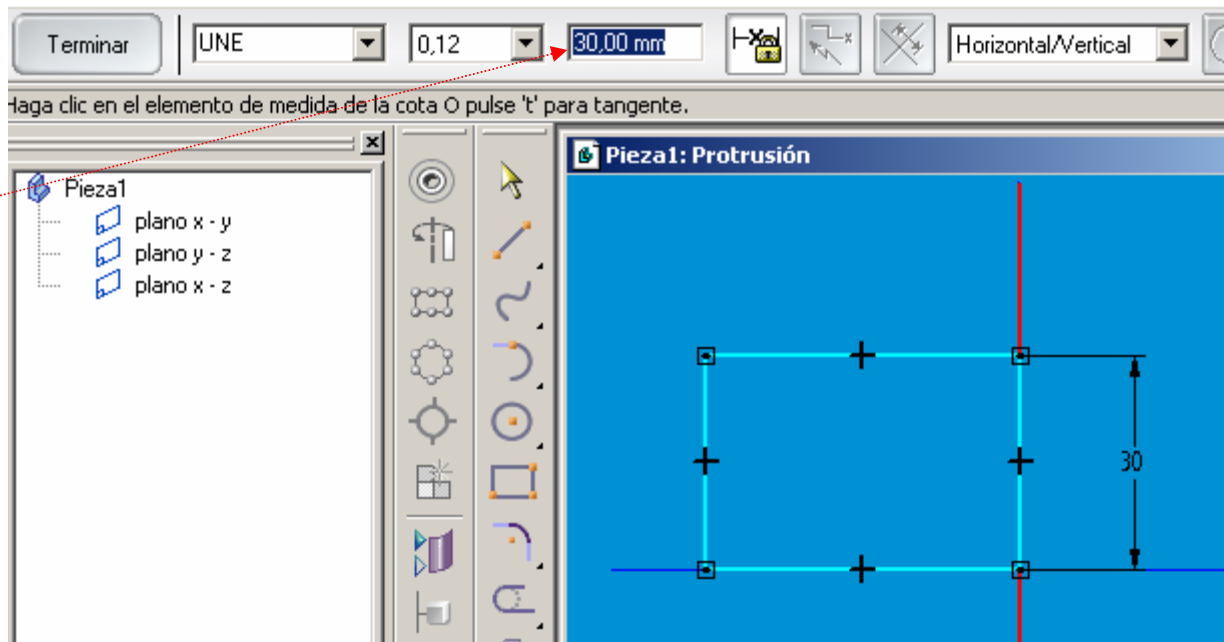 Terminar UNE 0,12 30,00 mm Horizontal/Vertical
Haga clic en el elemento de medida de la cota O pulse 't' para tangente.
Pieza1: Protrusión
Pieza1
plano x - y
plano y - z
plano x - z
30